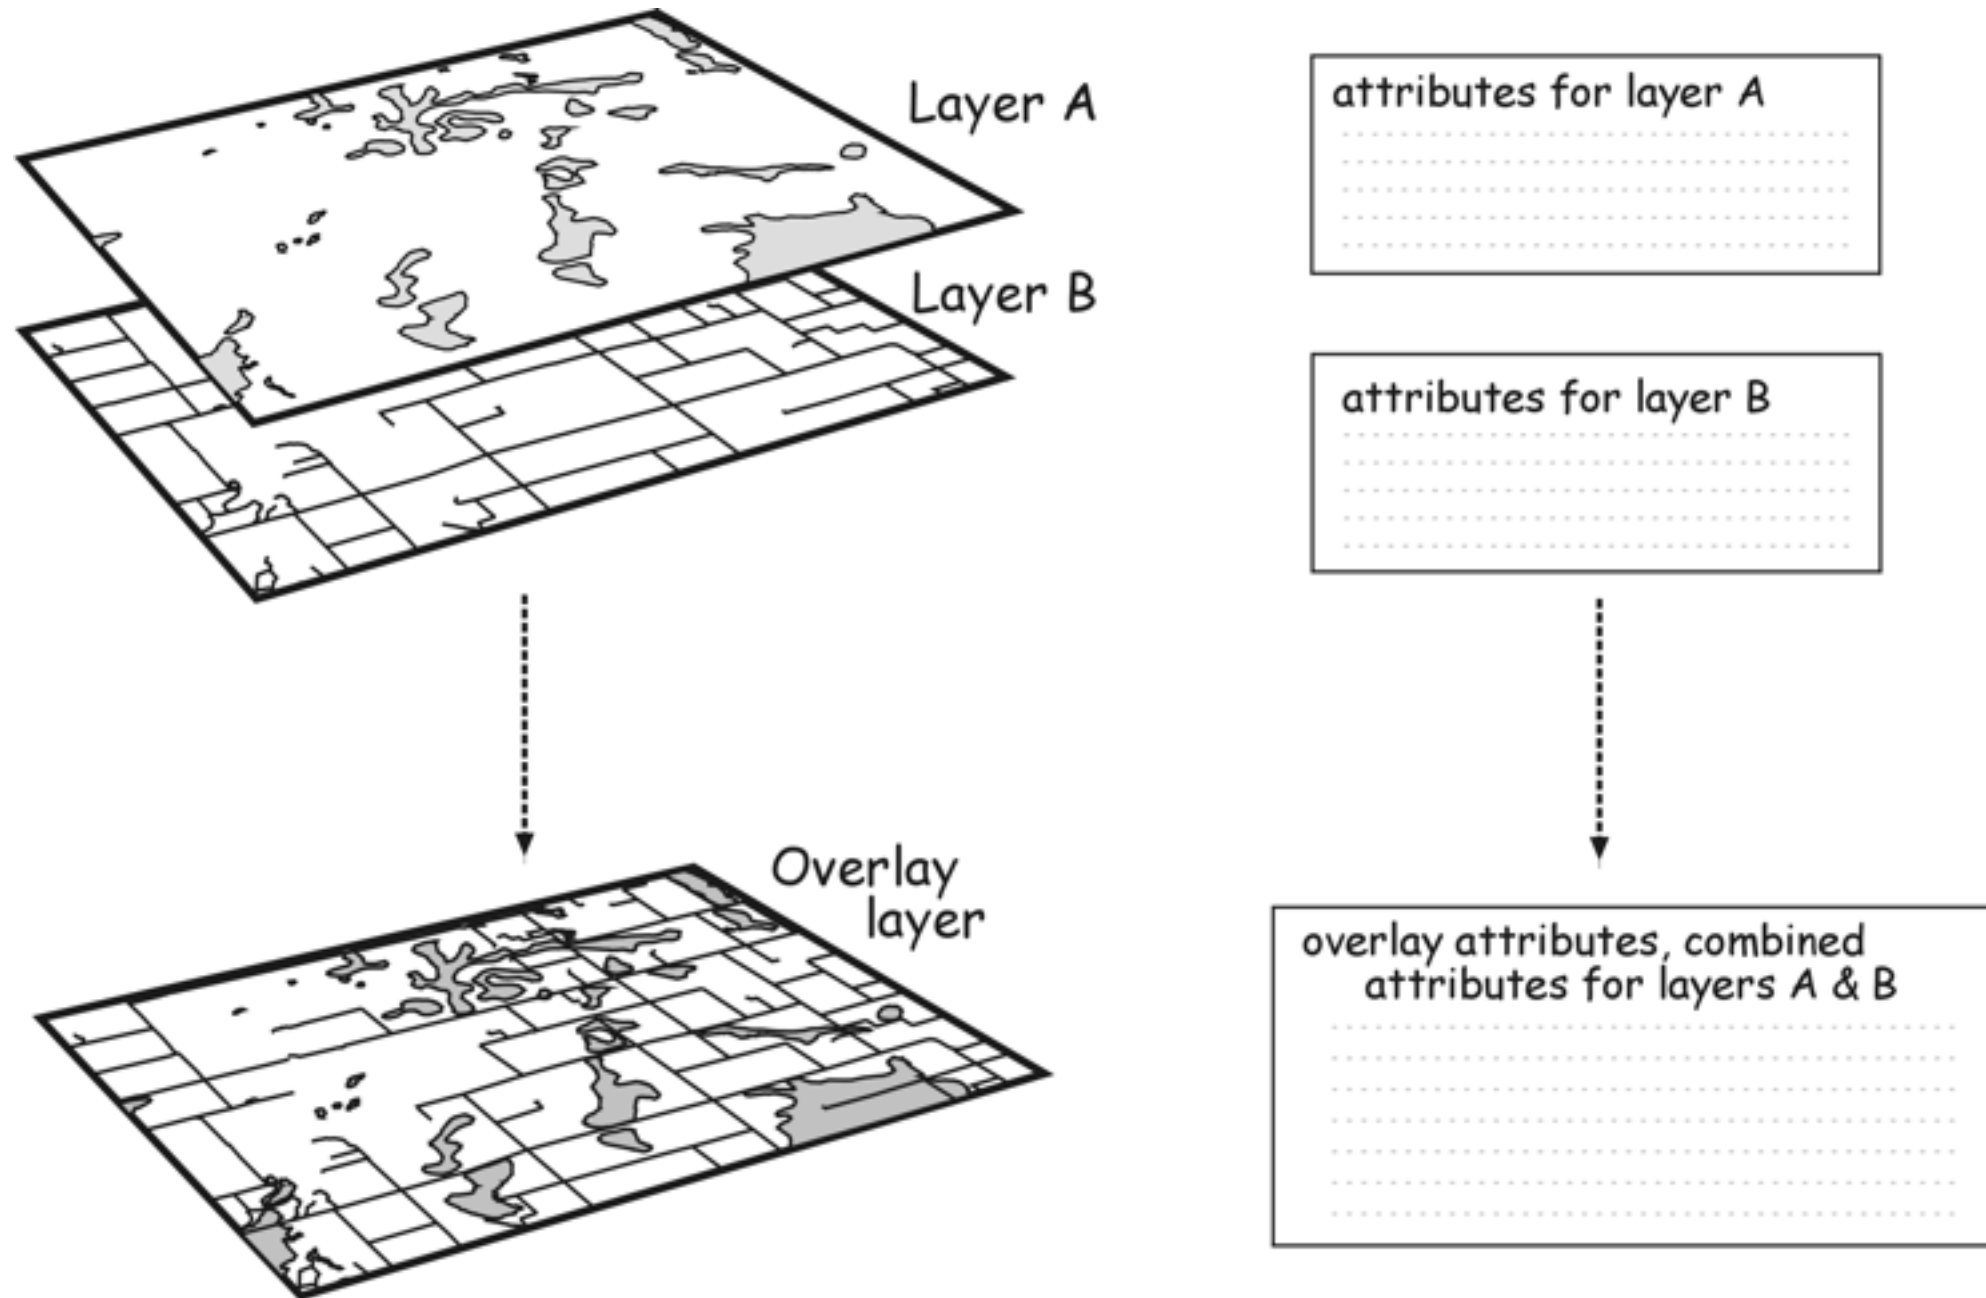 Layer A
attributes for layer A
Layer B
attributes for layer B
Overlay
layer
overlay attributes, combined
attributes for layers A & B